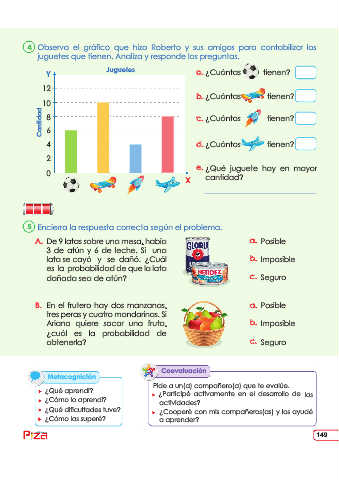 4 Observa el gráfico que hizo Roberto y sus amigos para contabilizar los
juguetes que tienen. Analiza y responde las preguntas.
Juguetes
Y
Cantidad
12
10
8
6
4
2
0
X
a. ¿Cuántos tienen?
b. ¿Cuántos tienen?
c. ¿Cuántos tienen?
d. ¿Cuántos tienen?
e. ¿Qué juguete hay en mayor
cantidad?
5 Encierra la respuesta correcta según el problema.
A. De 9 latas sobre una mesa, había
3 de atún y 6 de leche. Si una
lata se cayó y se dañó. ¿Cuál
es la probabilidad de que la lata
dañada sea de atún?
GLORIA
a. Posible
b. Imposible
c. Seguro
B. En el frutero hay dos manzanas,
tres peras y cuatro mandarinas. Si
Ariana quiere sacar una fruta,
¿cuál es la probabilidad de
obtenerla?
a. Posible
b. Imposible
c. Seguro
Metacognición
¿Qué aprendí?
¿Cómo lo aprendí?
¿Qué dificultades tuve?
¿Cómo las superé?
Coevaluación
Pide a un(a) compañero(a) que te evalúe.
¿Participó activamente en el desarrollo de las
actividades?
¿Cooperé con mis compañeros(as) y los ayudé
a aprender?
149